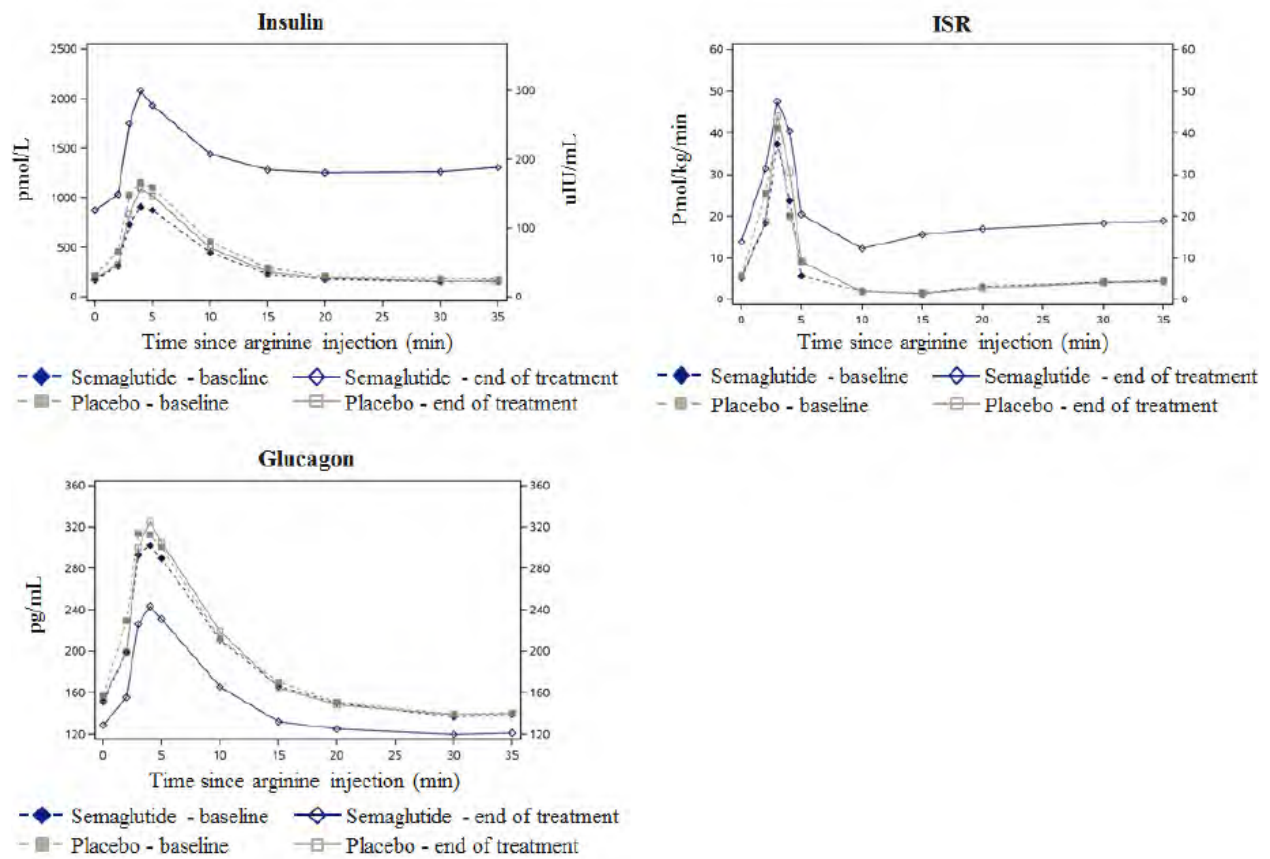 Insulin
2500
2000
1500
1000
500
0
300
200
100
0
pmol/L
uIU/mL
0 5 10 15 20 25 30 35
Time since arginine injection (min)
Semaglutide - baseline Semaglutide - end of treatment
Placebo - baseline Placebo - end of treatment
ISR
60 60
50 50
40 40
30 30
20 20
10 10
0 0
Pmol/kg/min
0 5 10 15 20 25 30 35
Time since arginine injection (min)
Semaglutide - baseline Semaglutide - end of treatment
Placebo - baseline Placebo - end of treatment
Glucagon
360 360
320 320
280 280
240 240
200 200
160 160
120 120
pg/mL
0 5 10 15 20 25 30 35
Time since arginine injection (min)
Semaglutide - baseline Semaglutide - end of treatment
Placebo - baseline Placebo - end of treatment